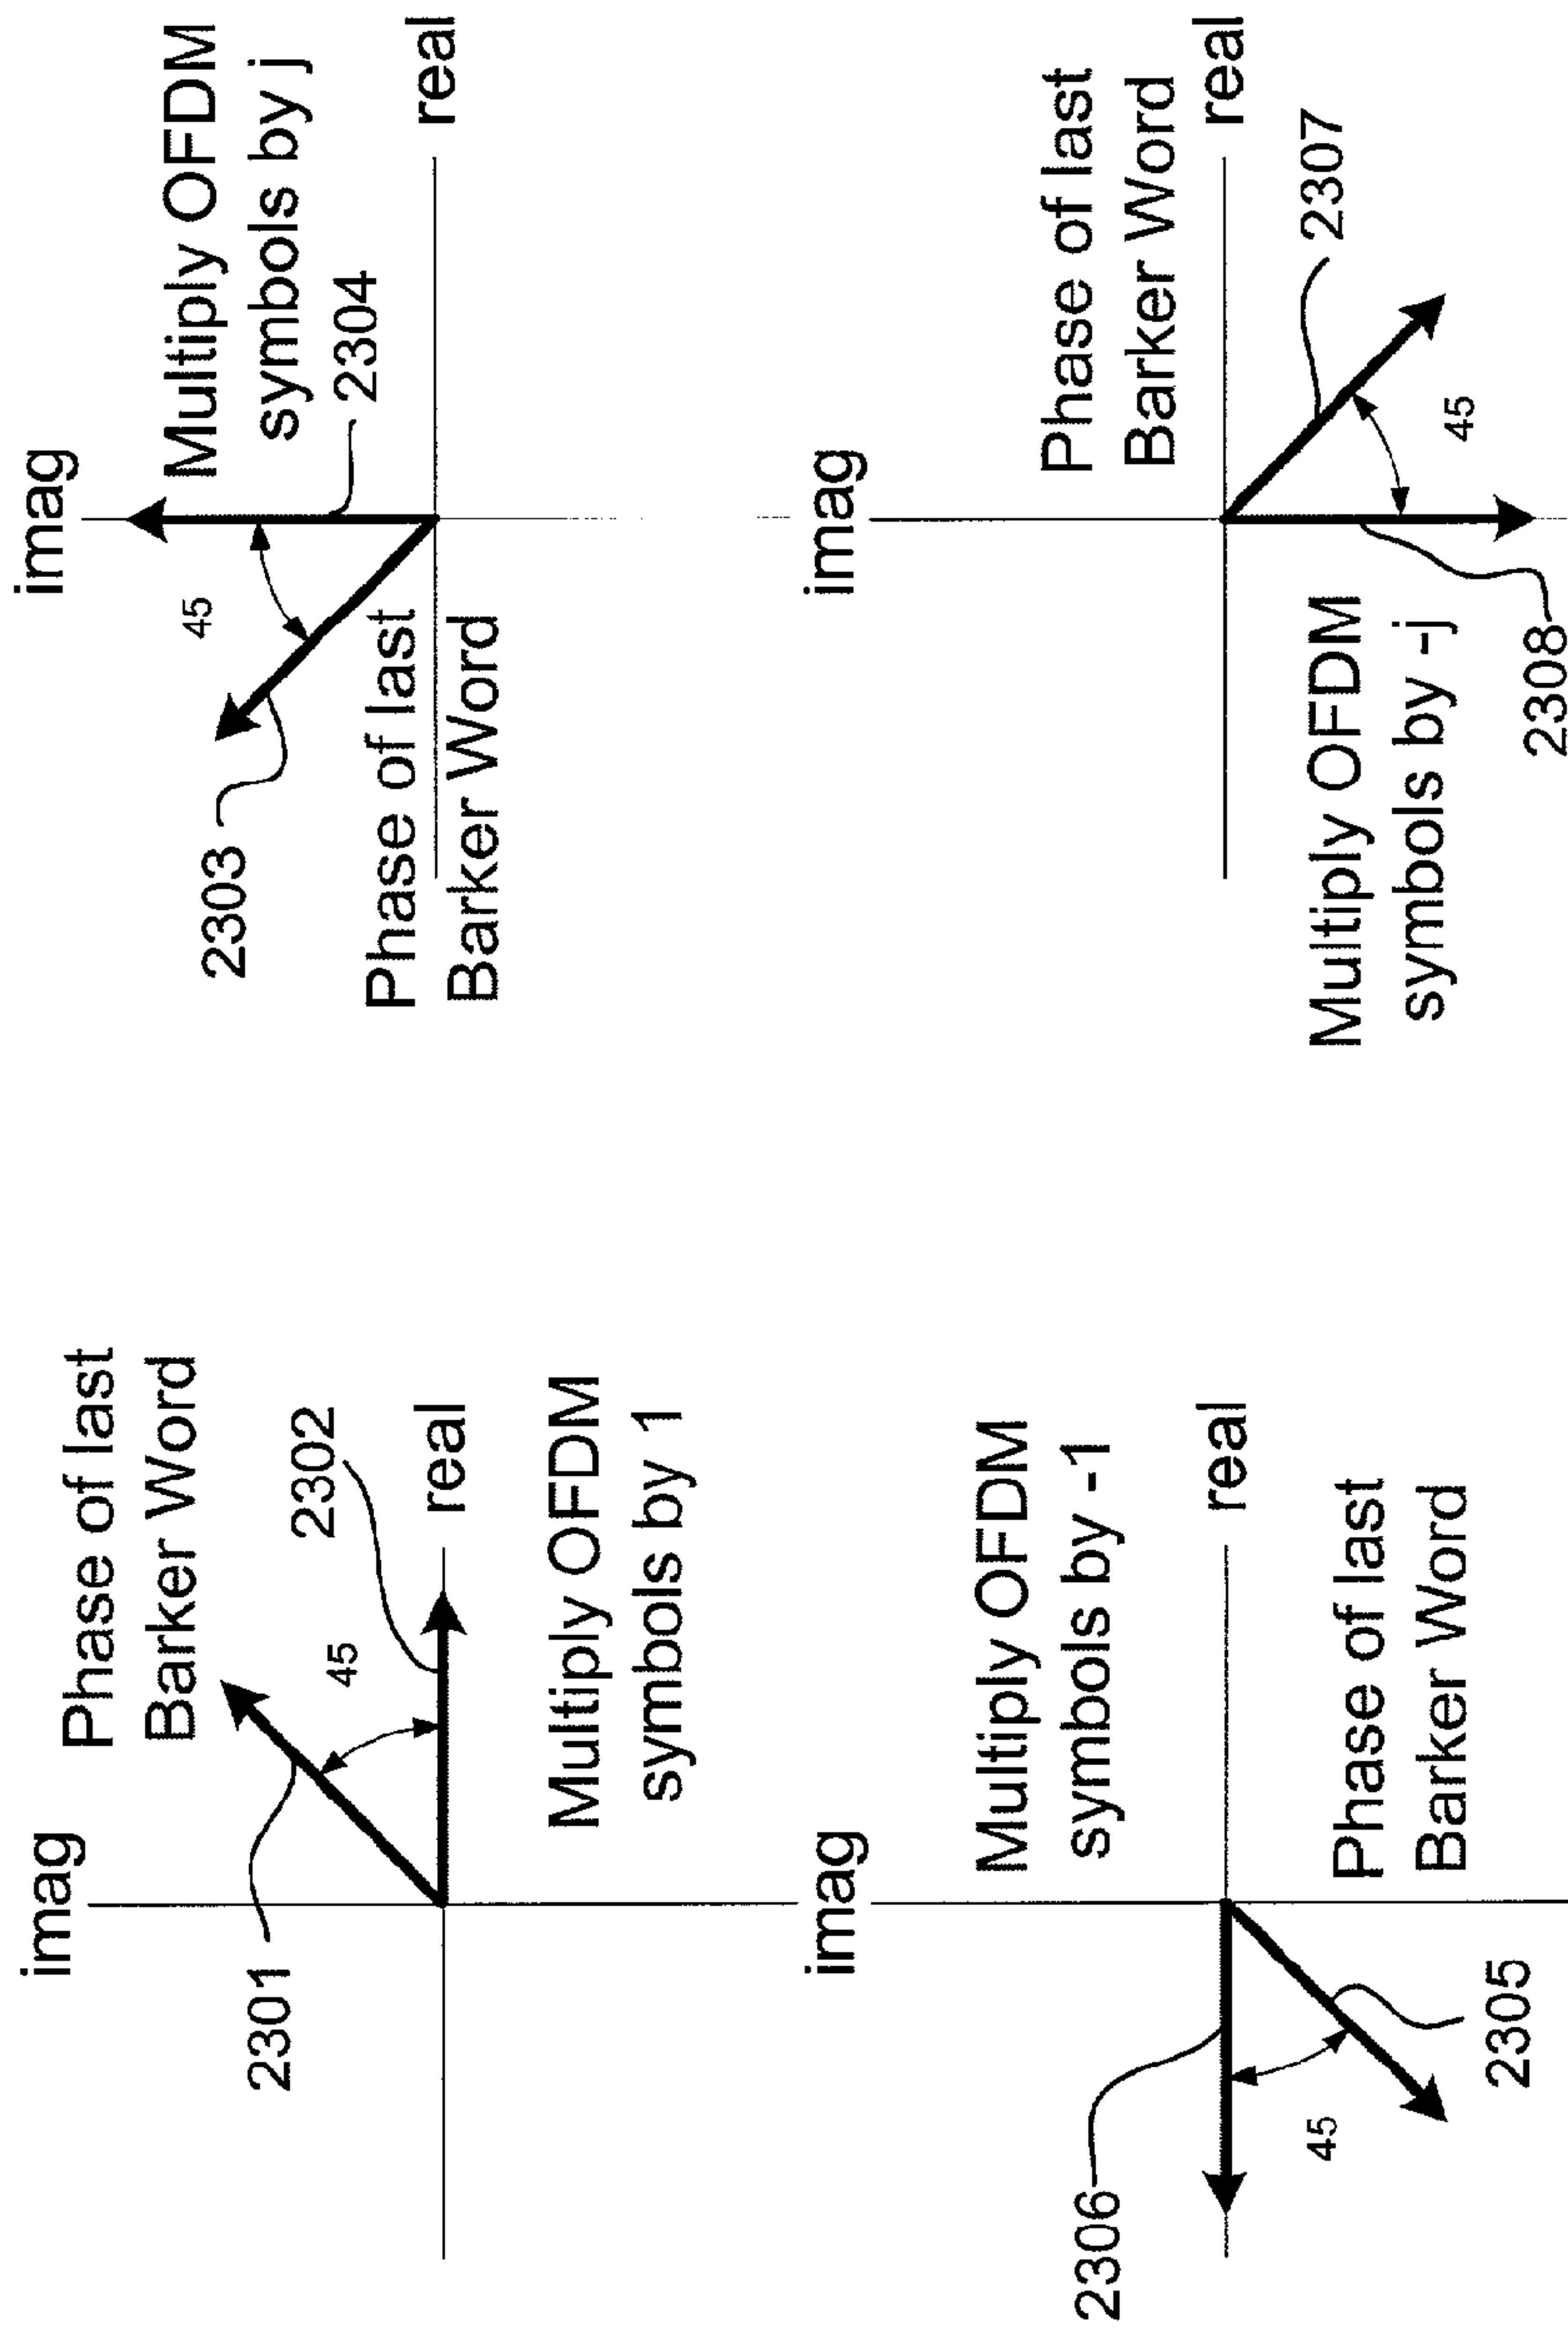 imag
Phase of last
Barker Word
2301
45
2302
real
Multiply OFDM
symbols by 1
imag
Multiply OFDM
symbols by j
45
2304
2303
real
Phase of last
Barker Word
imag
Multiply OFDM
symbols by -1
real
2306
45
2305
Phase of last
Barker Word
imag
Phase of last
Barker Word
real
2307
45
Multiply OFDM
symbols by -j
2308